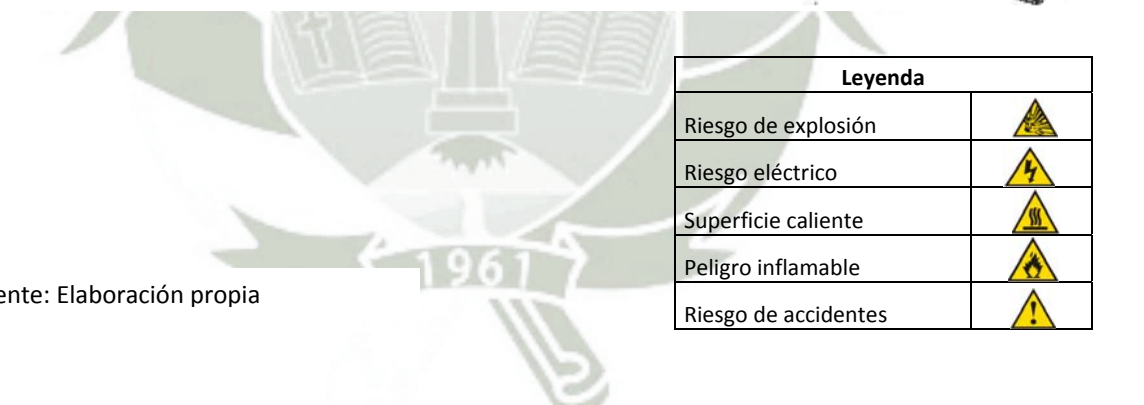 Leyenda
Riesgo de explosión
Riesgo eléctrico
Superficie caliente
Peligro inflamable
Riesgo de accidentes
1961
ente: Elaboración propia